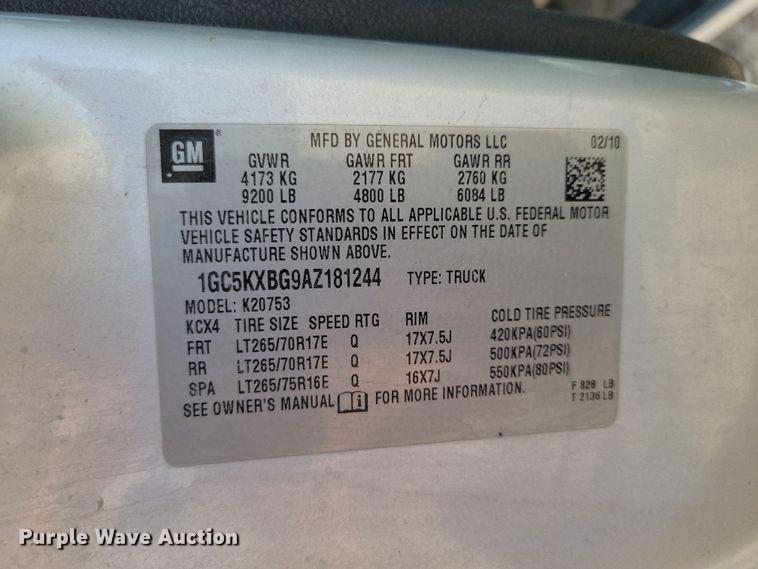 GM ® MFD BY GENERAL MOTORS LLC 02/10
GVWR GAWR FRT GAWR RR
4173 KG 2177 KG 2760 KG
9200 LB 4800 LB 6084 LB
THIS VEHICLE CONFORMS TO ALL APPLICABLE U.S. FEDERAL MOTOR
VEHICLE SAFETY STANDARDS IN EFFECT ON THE DATE OF
MANUFACTURE SHOWN ABOVE.
1GC5KXBG9AZ181244 TYPE: TRUCK
MODEL: K20753
KCX4 TIRE SIZE SPEED RTG RIM COLD TIRE PRESSURE
FRT LT265/70R17E Q 17X7.5J 420KPA(60PSI)
RR LT265/70R17E Q 17X7.5J 500KPA(72PSI)
SPA LT265/75R16E Q 16X7J 550KPA(80PSI)
SEE OWNER'S MANUAL FOR MORE INFORMATION.
F 828 LB
T 2136 LB
Purple Wave Auction